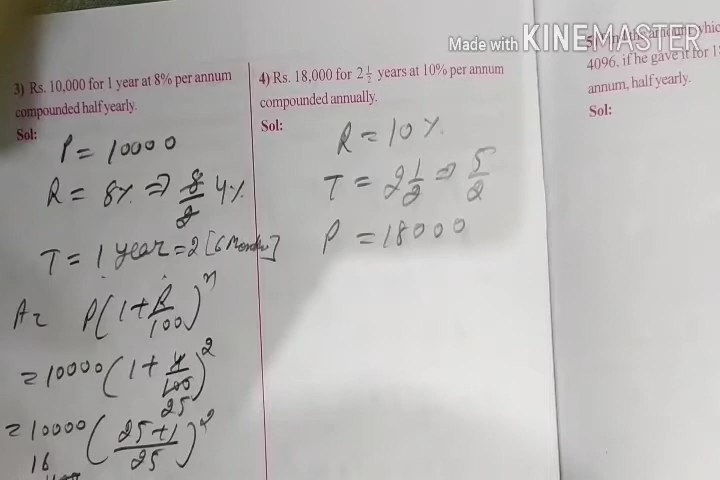 Made with KINEMASTER
3) Rs. 10,000 for 1 year at 8% per annum
compounded half yearly.
Sol:
P = 10000
R = 8% ⇒ 8/2 4%
T = 1 year = 2 [6 Months]
A = P(1 + R/100)^n
= 10000 (1 + 4/100)^2
25
= 10000 (25+1/25)^2
16
4) Rs. 18,000 for 2 1/2 years at 10% per annum
compounded annually.
Sol:
R = 10%.
T = 2 1/2 ⇒ 5/2
P = 18000
5)
4096, if he gave it for
annum, half yearly.
Sol: